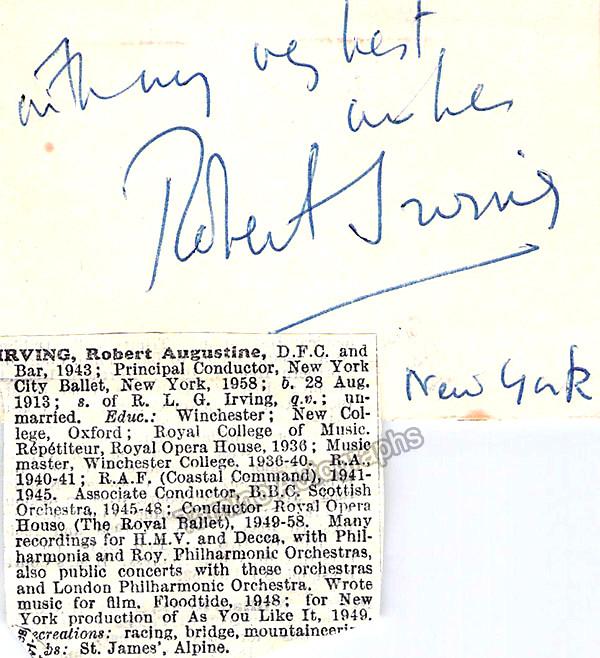 with my very best
wishes
Robert Irving
New York
IRVING, Robert Augustine, D.F.C. and
Bar, 1943; Principal Conductor, New York
City Ballet, New York, 1958; b. 28 Aug.
1913; s. of R. L. G. Irving, q.v.; un-
married. Educ.: Winchester; New Col-
lege, Oxford; Royal College of Music.
Répétiteur, Royal Opera House, 1936; Music
master, Winchester College, 1936-40. R.A.,
1940-41; R.A.F. (Coastal Command), 1941-
1945. Associate Conductor, B.B.C. Scottish
Orchestra, 1945-48; Conductor Royal Opera
House (The Royal Ballet), 1949-58. Many
recordings for H.M.V. and Decca, with Phil-
harmonia and Roy. Philharmonic Orchestras,
also public concerts with these orchestras
and London Philharmonic Orchestra. Wrote
music for film, Floodtide, 1948; for New
York production of As You Like It, 1949.
Recreations: racing, bridge, mountaineerin
bs: St. James', Alpine.